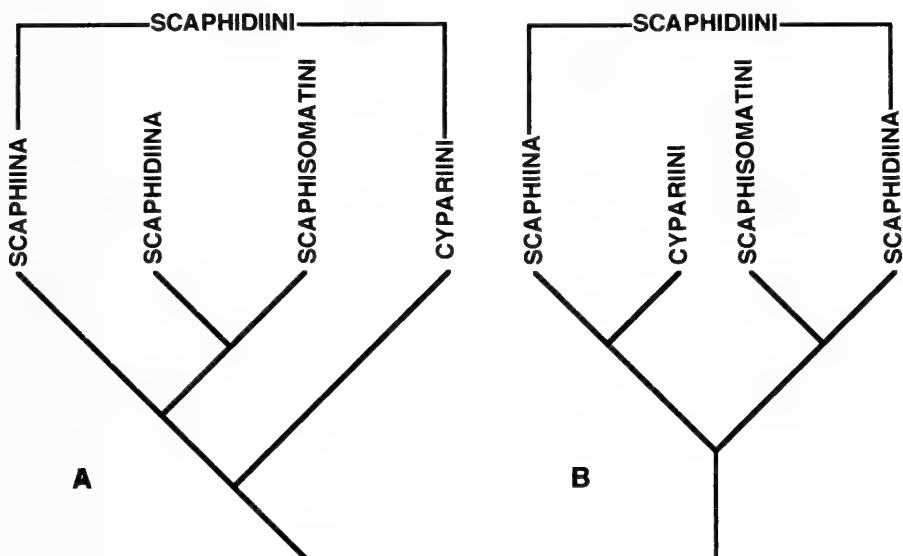 SCAPHIDIINI
SCAPHIINA
SCAPHIDIINA
SCAPHISOMATINI
CYPARIINI
A
SCAPHIDIINI
SCAPHIINA
CYPARIINI
SCAPHISOMATINI
SCAPHIDIINA
B